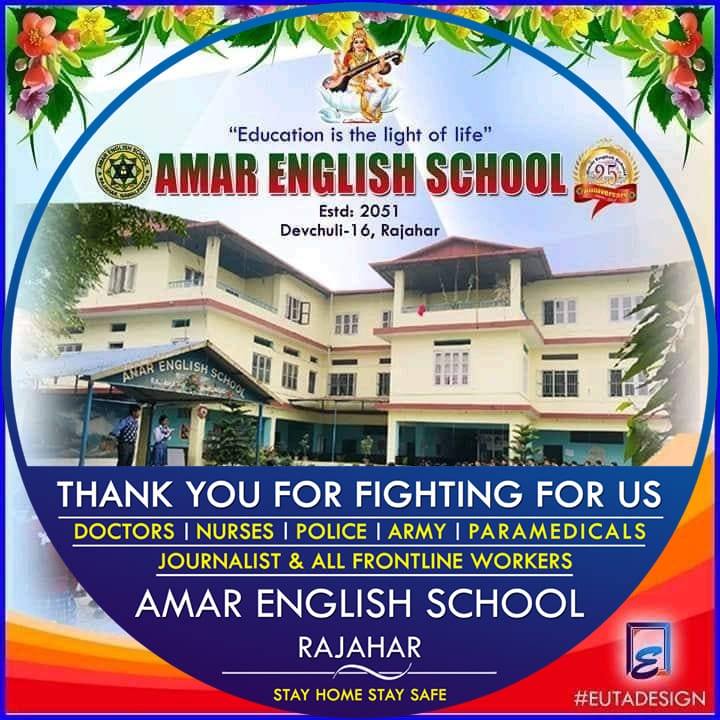 “Education is the light of life”
AMAR ENGLISH SCHOOL
25
Anniversary
Estd: 2051
Devchuli-16, Rajahar
AMAR ENGLISH SCHOOL
THANK YOU FOR FIGHTING FOR US
DOCTORS | NURSES | POLICE | ARMY | PARAMEDICALS
JOURNALIST & ALL FRONTLINE WORKERS
AMAR ENGLISH SCHOOL
RAJAHAR
STAY HOME STAY SAFE
E
#EUTADESIGN